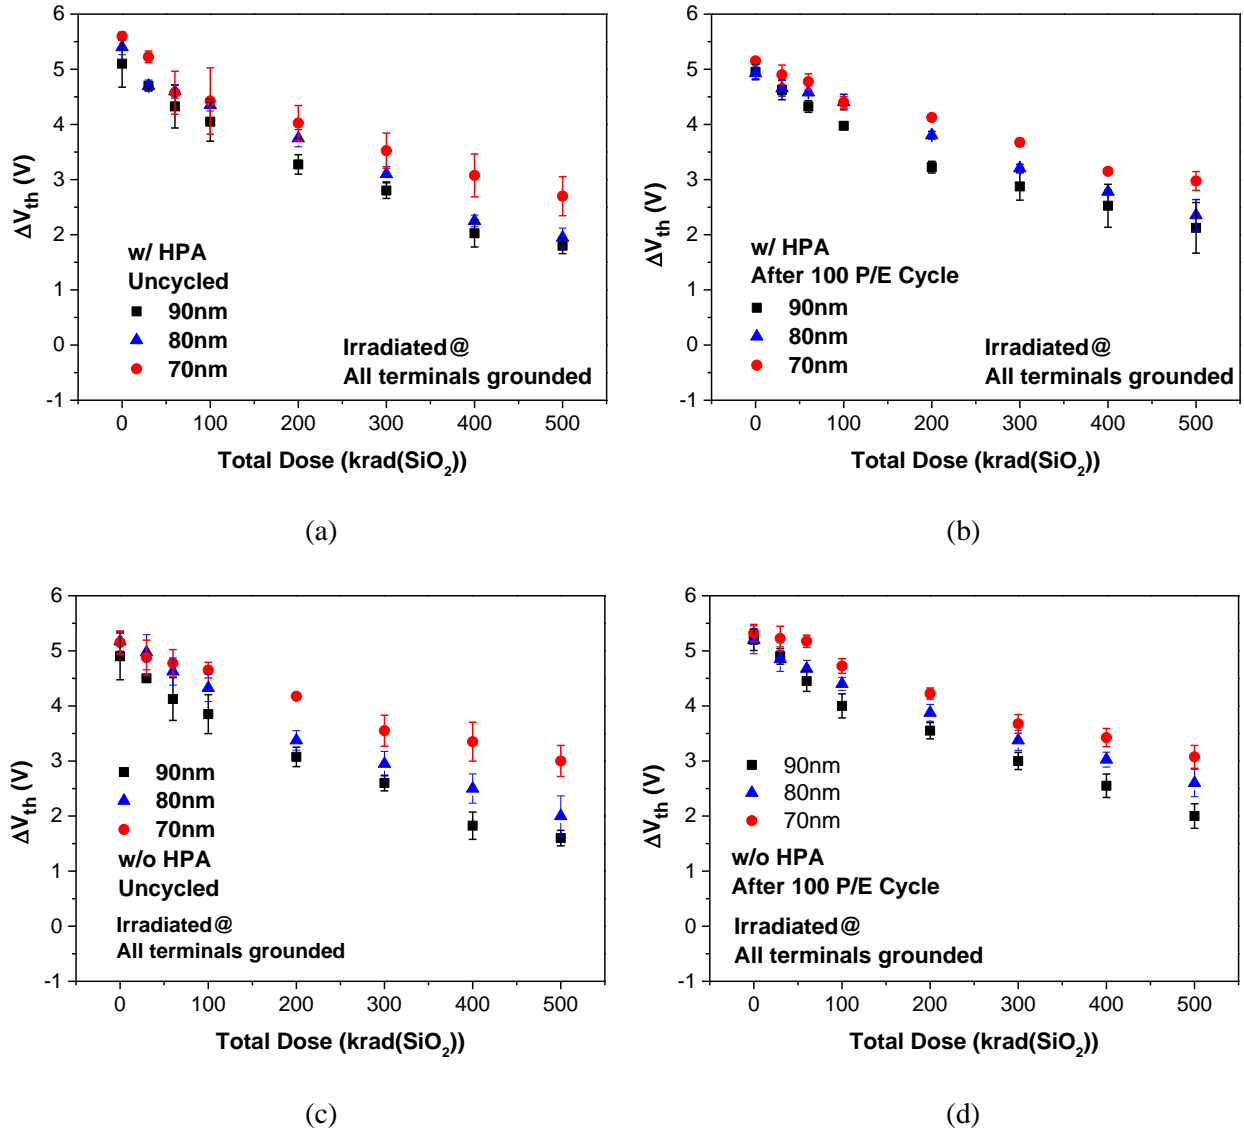 6
5
4
3
2
1
0
-1
ΔV_th (V)
w/ HPA
Uncycled
90nm
80nm
70nm
Irradiated@
All terminals grounded
0 100 200 300 400 500
Total Dose (krad(SiO₂))
(a)
6
5
4
3
2
1
0
-1
ΔV_th (V)
w/ HPA
After 100 P/E Cycle
90nm
80nm
70nm
Irradiated@
All terminals grounded
0 100 200 300 400 500
Total Dose (krad(SiO₂))
(b)
6
5
4
3
2
1
0
-1
ΔV_th (V)
90nm
80nm
70nm
w/o HPA
Uncycled
Irradiated@
All terminals grounded
0 100 200 300 400 500
Total Dose (krad(SiO₂))
(c)
6
5
4
3
2
1
0
-1
ΔV_th (V)
90nm
80nm
70nm
w/o HPA
After 100 P/E Cycle
Irradiated@
All terminals grounded
0 100 200 300 400 500
Total Dose (krad(SiO₂))
(d)